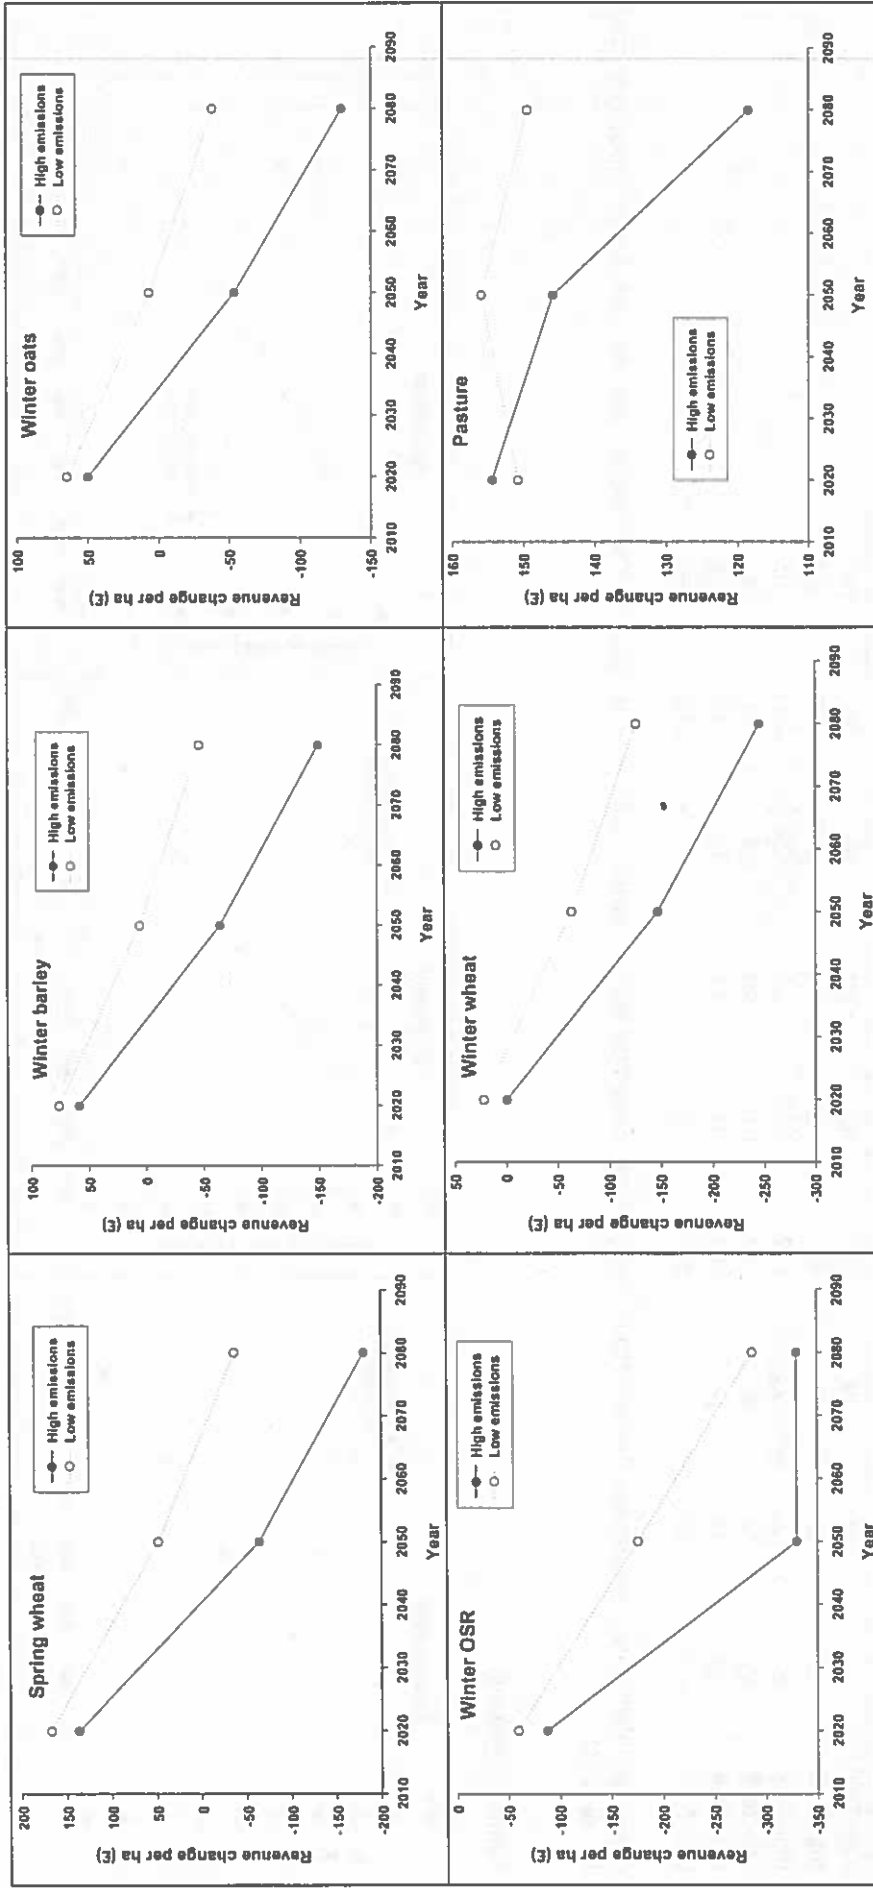 Spring wheat
High emissions
Low emissions
200
150
100
50
0
-50
-100
-150
-200
Revenue change per ha (£)
2010 2020 2030 2040 2050 2060 2070 2080 2090
Year
Winter barley
High emissions
Low emissions
100
50
0
-50
-100
-150
-200
Revenue change per ha (£)
2010 2020 2030 2040 2050 2060 2070 2080 2090
Year
Winter oats
High emissions
Low emissions
100
50
0
-50
-100
-150
Revenue change per ha (£)
2010 2020 2030 2040 2050 2060 2070 2080 2090
Year
Winter OSR
High emissions
Low emissions
0
-50
-100
-150
-200
-250
-300
-350
Revenue change per ha (£)
2010 2020 2030 2040 2050 2060 2070 2080 2090
Year
Winter wheat
High emissions
Low emissions
50
0
-50
-100
-150
-200
-250
-300
Revenue change per ha (£)
2010 2020 2030 2040 2050 2060 2070 2080 2090
Year
Pasture
High emissions
Low emissions
160
150
140
130
120
110
Revenue change per ha (£)
2010 2020 2030 2040 2050 2060 2070 2080 2090
Year